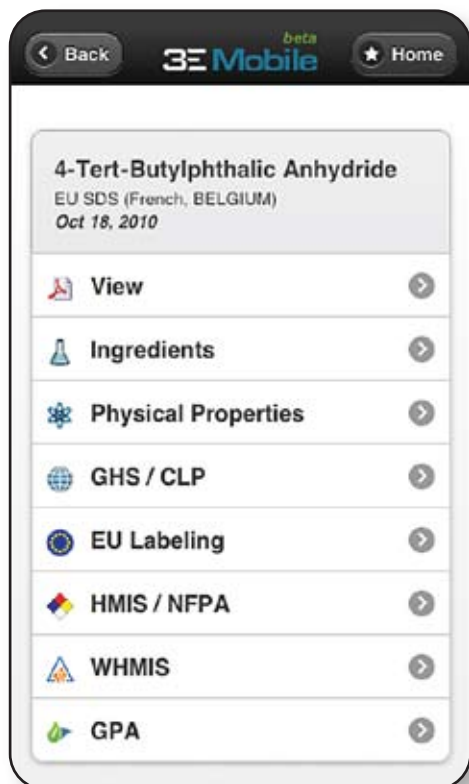 beta
Back
3E Mobile
Home
4-Tert-Butylphthalic Anhydride
EU SDS (French, BELGIUM)
Oct 18, 2010
View
Ingredients
Physical Properties
GHS / CLP
EU Labeling
HMIS / NFPA
WHMIS
GPA